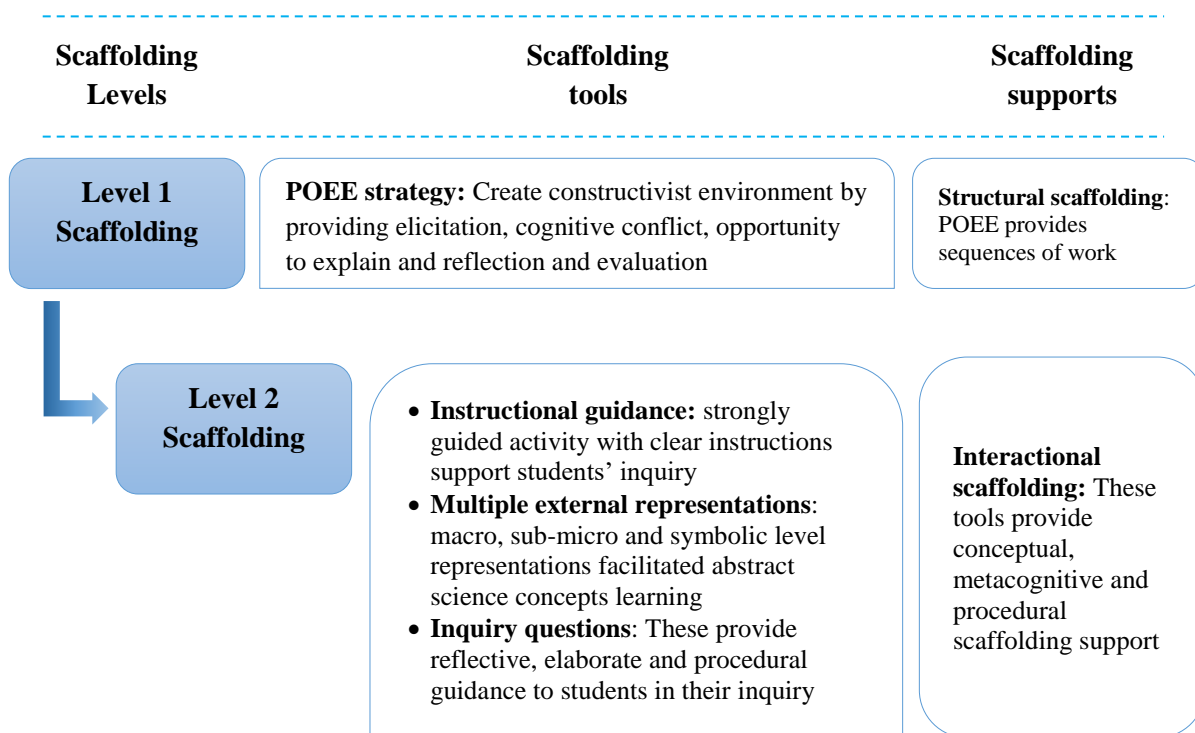 Scaffolding
Levels
Scaffolding
tools
Scaffolding
supports
Level 1
Scaffolding
POEE strategy: Create constructivist environment by
providing elicitation, cognitive conflict, opportunity
to explain and reflection and evaluation
Structural scaffolding:
POEE provides
sequences of work
Level 2
Scaffolding
• Instructional guidance: strongly
guided activity with clear instructions
support students’ inquiry
• Multiple external representations:
macro, sub-micro and symbolic level
representations facilitated abstract
science concepts learning
• Inquiry questions: These provide
reflective, elaborate and procedural
guidance to students in their inquiry
Interactional
scaffolding: These
tools provide
conceptual,
metacognitive and
procedural
scaffolding support